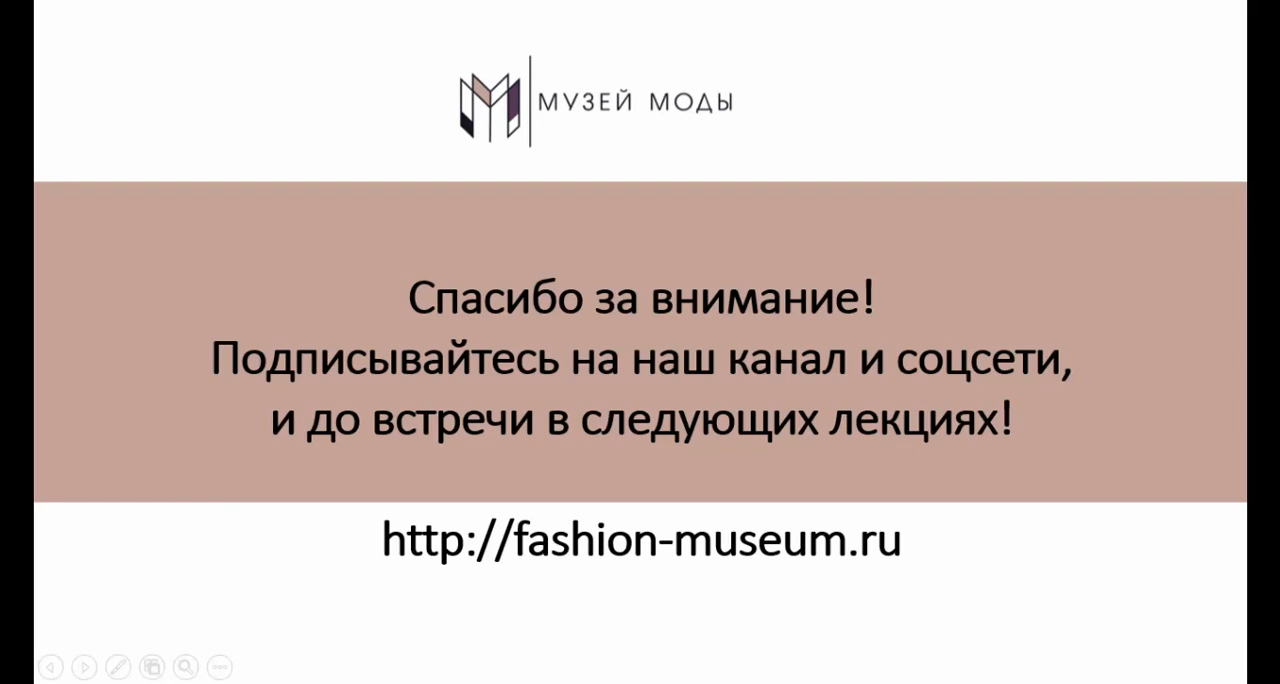 МУЗЕЙ МОДЫ
Спасибо за внимание!
Подписывайтесь на наш канал и соцсети,
и до встречи в следующих лекциях!
http://fashion-museum.ru